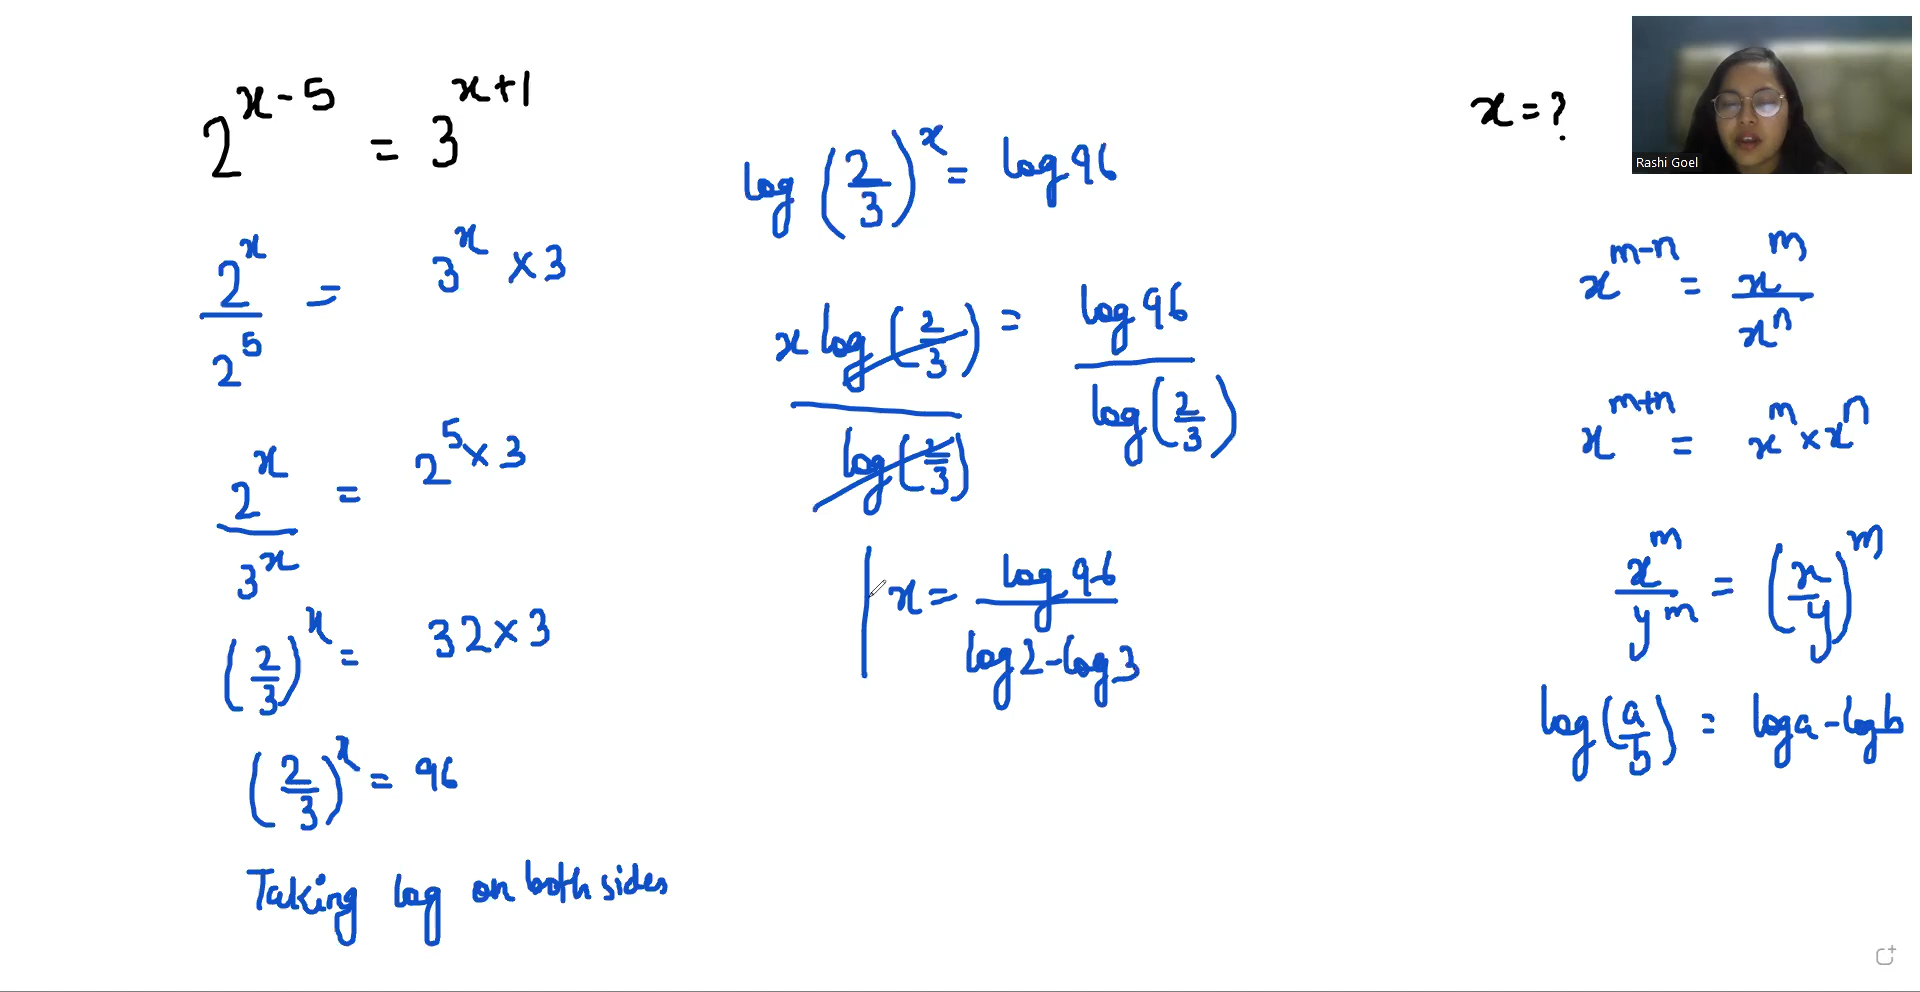 2^(x-5) = 3^(x+1)
2^x / 2^5 = 3^x × 3
2^x / 3^x = 2^5 × 3
(2/3)^x = 32 × 3
(2/3)^x = 96
Taking log on both sides
log (2/3)^x = log 96
x log (2/3) / log (2/3) = log 96 / log (2/3)
x = log 96 / log 2 - log 3
x = ?
Rashi Goel
x^(m-n) = x^m / x^n
x^(m+n) = x^m × x^n
x^m / y^m = (x/y)^m
log (a/b) = log a - log b